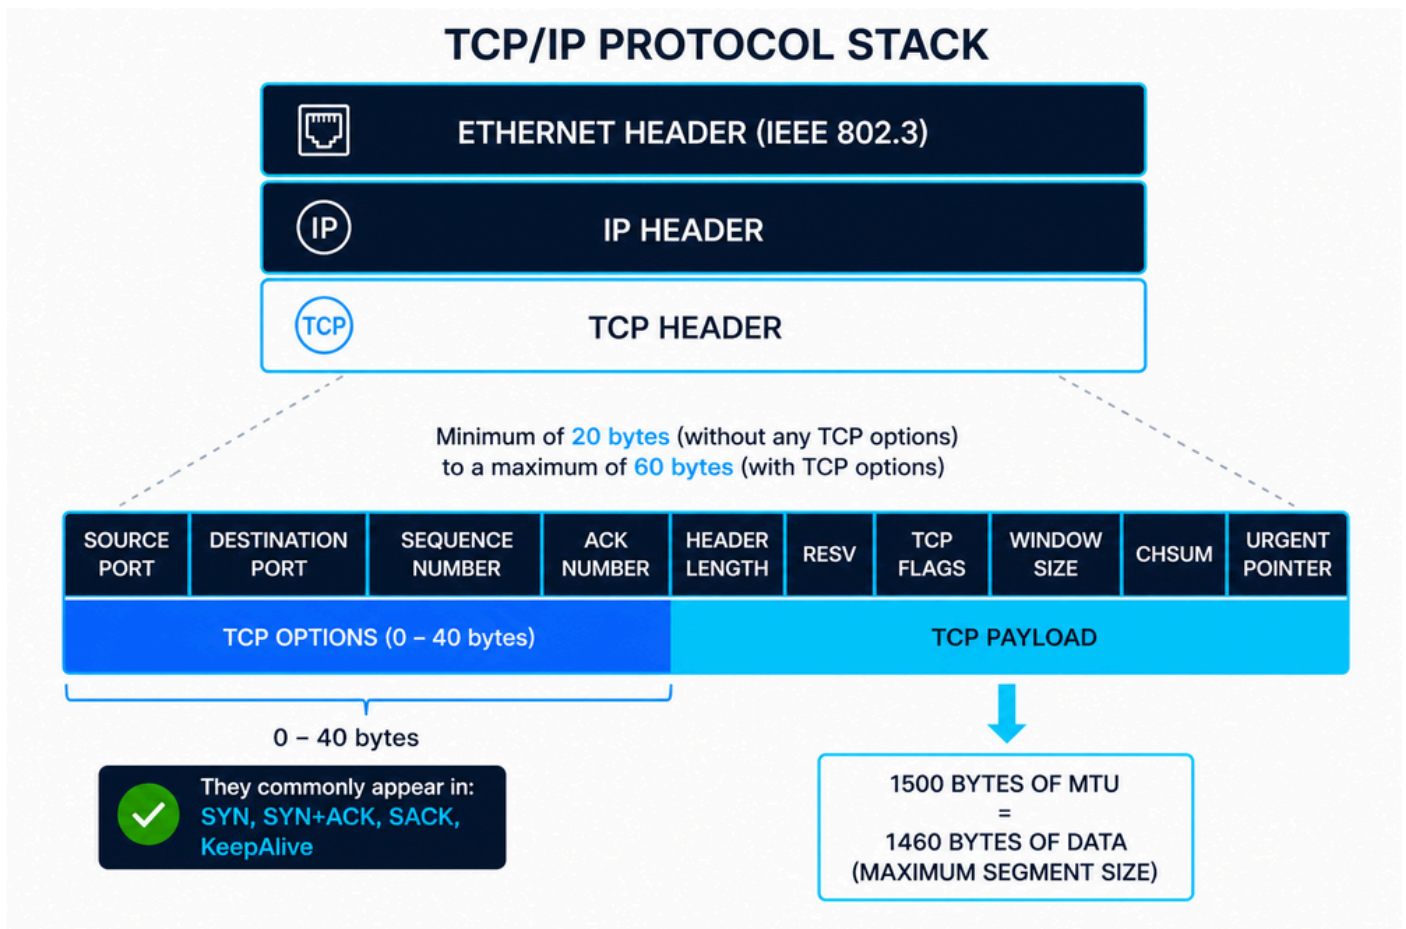 TCP/IP PROTOCOL STACK
ETHERNET HEADER (IEEE 802.3)
IP
IP HEADER
TCP
TCP HEADER
Minimum of 20 bytes (without any TCP options)
to a maximum of 60 bytes (with TCP options)
SOURCE
PORT
DESTINATION
PORT
SEQUENCE
NUMBER
ACK
NUMBER
HEADER
LENGTH
RESV
TCP
FLAGS
WINDOW
SIZE
CHSUM
URGENT
POINTER
TCP OPTIONS (0 – 40 bytes)
TCP PAYLOAD
0 – 40 bytes
They commonly appear in:
SYN, SYN+ACK, SACK,
KeepAlive
1500 BYTES OF MTU
=
1460 BYTES OF DATA
(MAXIMUM SEGMENT SIZE)